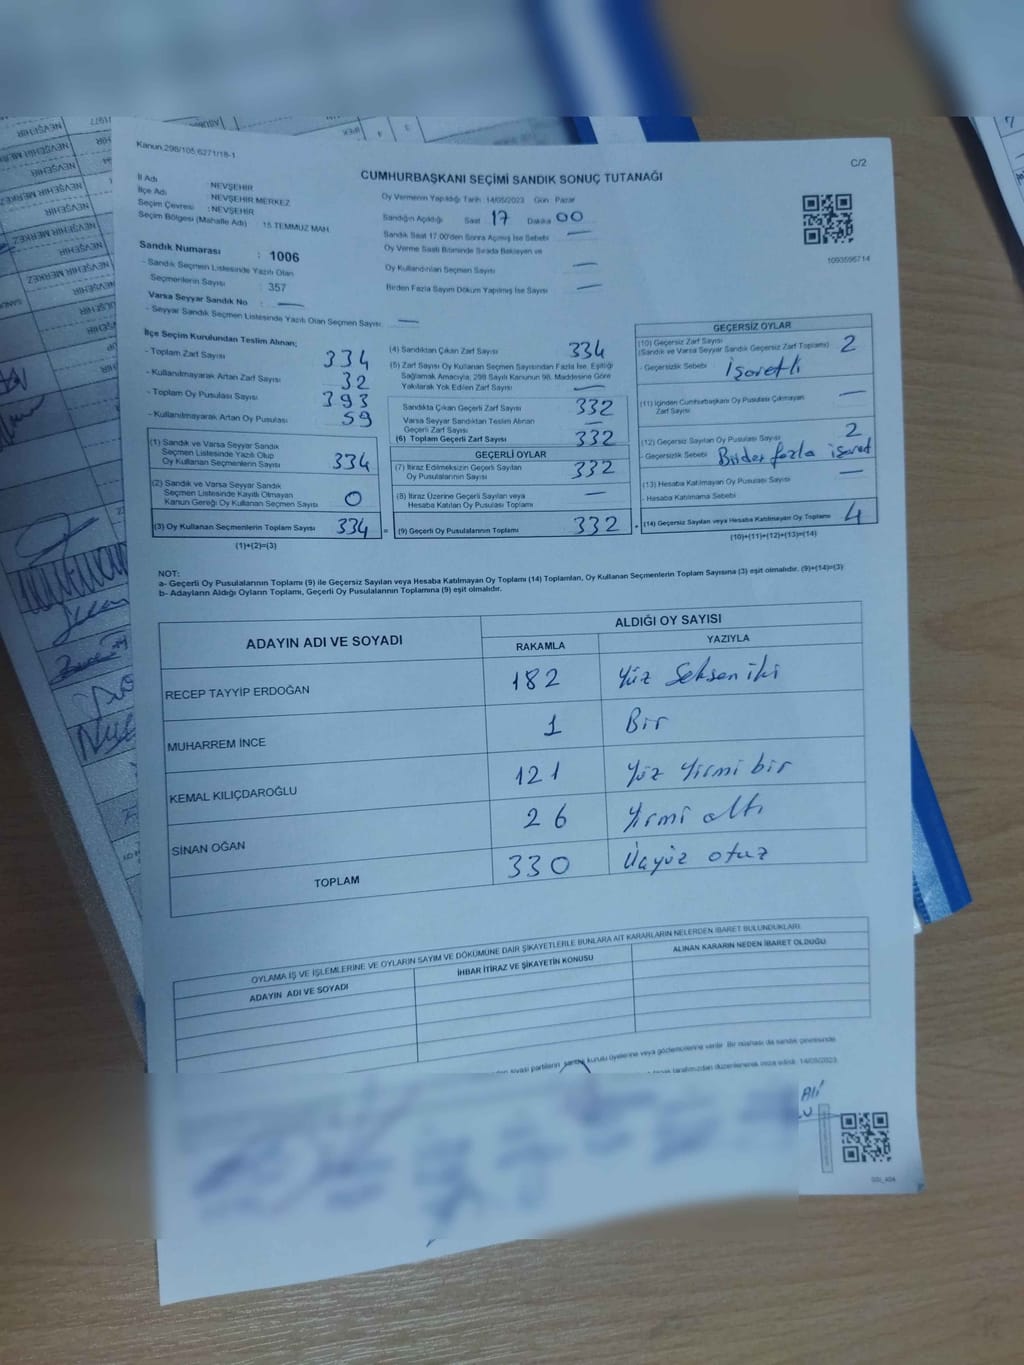 Kanun.298/105,6271/18-1
C/2
CUMHURBAŞKANI SEÇİMİ SANDIK SONUÇ TUTANAĞI
İl Adı : NEVŞEHİR
İlçe Adı : NEVŞEHİR MERKEZ
Seçim Çevresi : NEVŞEHİR
Seçim Bölgesi (Mahalle Adı) 15 TEMMUZ MAH.
Sandık Numarası : 1006
- Sandık Seçmen Listesinde Yazılı Olan
Seçmenlerin Sayısı : 357
Varsa Seyyar Sandık No : —
- Seyyar Sandık Seçmen Listesinde Yazılı Olan Seçmen Sayısı: —
Oy Vermenin Yapıldığı Tarih 14/05/2023 Gün Pazar
Sandığın Açıldığı Saat 17 Dakika 00
Sandık Saat 17.00'den Sonra Açılmış İse Sebebi —
Oy Verme Saati Bitiminde Sırada Bekleyen ve
Oy Kullandırılan Seçmen Sayısı —
Birden Fazla Sayım Döküm Yapılmış İse Sayısı —
1093596714
İlçe Seçim Kurulundan Teslim Alınan;
- Toplam Zarf Sayısı 334
- Kullanılmayarak Artan Zarf Sayısı 32
- Toplam Oy Pusulası Sayısı 393
- Kullanılmayarak Artan Oy Pusulası 59
(1) Sandık ve Varsa Seyyar Sandık
Seçmen Listesinde Yazılı Olup
Oy Kullanan Seçmenlerin Sayısı 334
(2) Sandık ve Varsa Seyyar Sandık
Seçmen Listesinde Kayıtlı Olmayan
Kanun Gereği Oy Kullanan Seçmen Sayısı 0
(3) Oy Kullanan Seçmenlerin Toplam Sayısı 334 =
(1)+(2)=(3)
(4) Sandıktan Çıkan Zarf Sayısı 334
(5) Zarf Sayısı Oy Kullanan Seçmen Sayısından Fazla İse, Eşitliği
Sağlamak Amacıyla; 298 Sayılı Kanunun 98. Maddesine Göre
Yakılarak Yok Edilen Zarf Sayısı —
Sandıkta Çıkan Geçerli Zarf Sayısı 332
Varsa Seyyar Sandıktan Teslim Alınan
Geçerli Zarf Sayısı —
(6) Toplam Geçerli Zarf Sayısı 332
GEÇERLİ OYLAR
(7) İtiraz Edilmeksizin Geçerli Sayılan
Oy Pusulalarının Sayısı 332
(8) İtiraz Üzerine Geçerli Sayılan veya
Hesaba Katılan Oy Pusulası Toplamı —
(9) Geçerli Oy Pusulalarının Toplamı 332 +
GEÇERSİZ OYLAR
(10) Geçersiz Zarf Sayısı
(Sandık ve Varsa Seyyar Sandık Geçersiz Zarf Toplamı) 2
- Geçersizlik Sebebi İşaretli
(11) İçinden Cumhurbaşkanı Oy Pusulası Çıkmayan
Zarf Sayısı —
(12) Geçersiz Sayılan Oy Pusulası Sayısı 2
- Geçersizlik Sebebi Birden fazla işaret
(13) Hesaba Katılmayan Oy Pusulası Sayısı —
- Hesaba Katılmama Sebebi
(14) Geçersiz Sayılan veya Hesaba Katılmayan Oy Toplamı 4
(10)+(11)+(12)+(13)=(14)
NOT:
a- Geçerli Oy Pusulalarının Toplamı (9) ile Geçersiz Sayılan veya Hesaba Katılmayan Oy Toplamı (14) Toplamları, Oy Kullanan Seçmenlerin Toplam Sayısına (3) eşit olmalıdır. (9)+(14)=(3)
b- Adayların Aldığı Oyların Toplamı, Geçerli Oy Pusulalarının Toplamına (9) eşit olmalıdır.
ADAYIN ADI VE SOYADI ALDIĞI OY SAYISI
RAKAMLA YAZIYLA
RECEP TAYYİP ERDOĞAN 182 Yüz Seksen iki
MUHARREM İNCE 1 Bir
KEMAL KILIÇDAROĞLU 121 Yüz Yirmi bir
SİNAN OĞAN 26 Yirmi altı
TOPLAM 330 Üçyüz otuz
OYLAMA İŞ VE İŞLEMLERİNE VE OYLARIN SAYIM VE DÖKÜMÜNE DAİR ŞİKAYETLERLE BUNLARA AİT KARARLARIN NELERDEN İBARET BULUNDUKLARI
ADAYIN ADI VE SOYADI İHBAR İTİRAZ VE ŞİKAYETİN KONUSU ALINAN KARARIN NEDEN İBARET OLDUĞU
siyasi partilerin sandık kurulu üyelerine veya gözlemcilerine verilir. Bir nüshası da sandık çevresinde
tarafımızdan düzenlenerek imza edildi. 14/05/2023